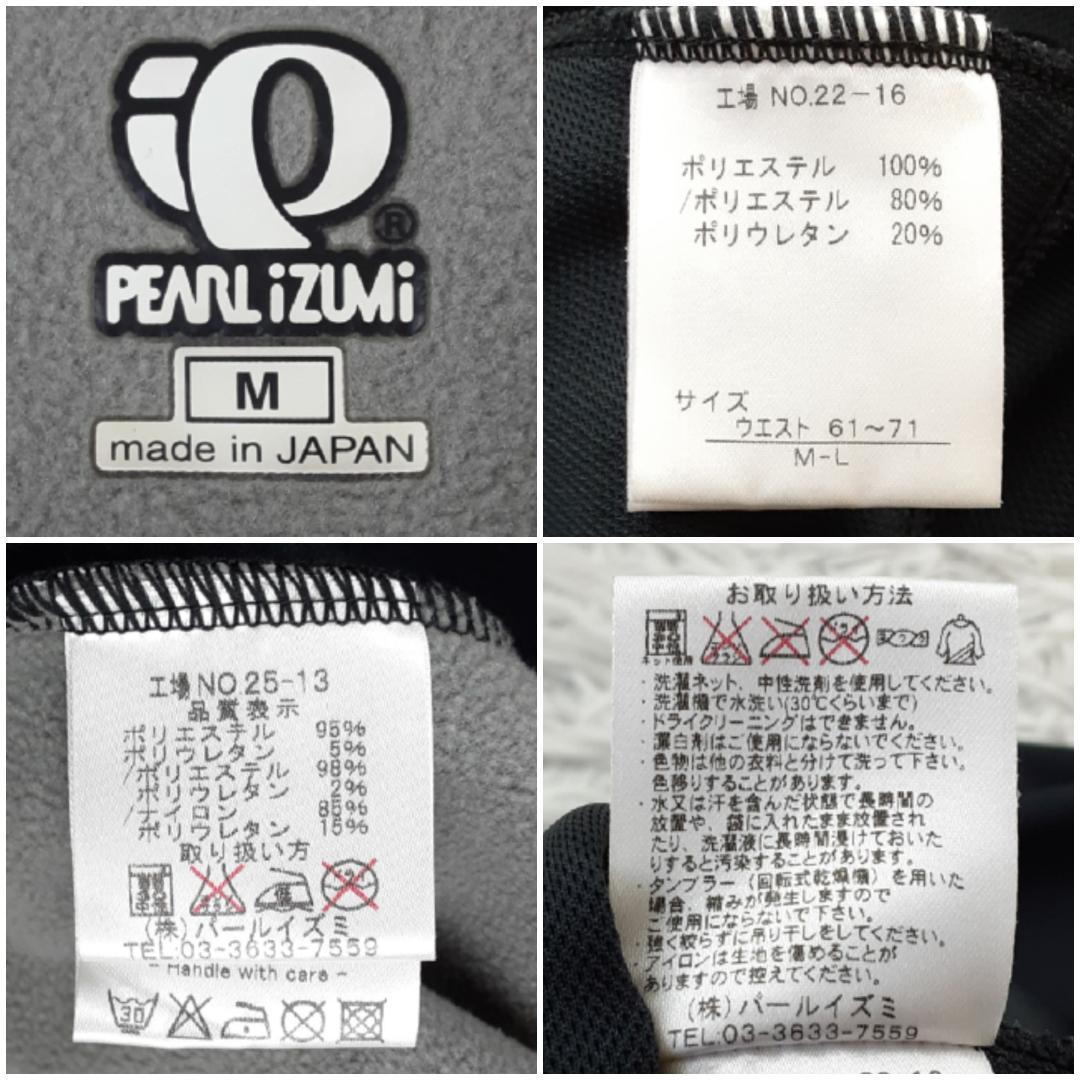 PEARL iZUMi
®
M
made in JAPAN
工場 NO.22-16
ポリエステル 100%
/ポリエステル 80%
ポリウレタン 20%
サイズ
ウエスト 61〜71
M-L
工場 NO.25-13
品質表示
ポリエステル 95%
ポリウレタン 5%
/ポリエステル 98%
ポリウレタン 2%
/ナイロン 85%
ポリウレタン 15%
取り扱い方
低
(株)パールイズミ
TEL:03-3633-7559
- Handle with care -
30
お取り扱い方法
ネット使用
・洗濯ネット、中性洗剤を使用してください。
・洗濯機で水洗い(30℃くらいまで)
・ドライクリーニングはできません。
・漂白剤はご使用にならないでください。
・色物は他の衣料と分けて洗って下さい。
色移りすることがあります。
・水又は汗を含んだ状態で長時間の
放置や、袋に入れたまま放置され
たり、洗濯液に長時間浸けておいた
りすると汚染することがあります。
・タンブラー（回転式乾燥機）を用いた
場合、縮みが発生しますので
ご使用にならないで下さい。
・強く絞らずに吊り干しをしてください。
・アイロンは生地を傷めることが
ありますので控えてください。
(株)パールイズミ
TEL:03-3633-7559